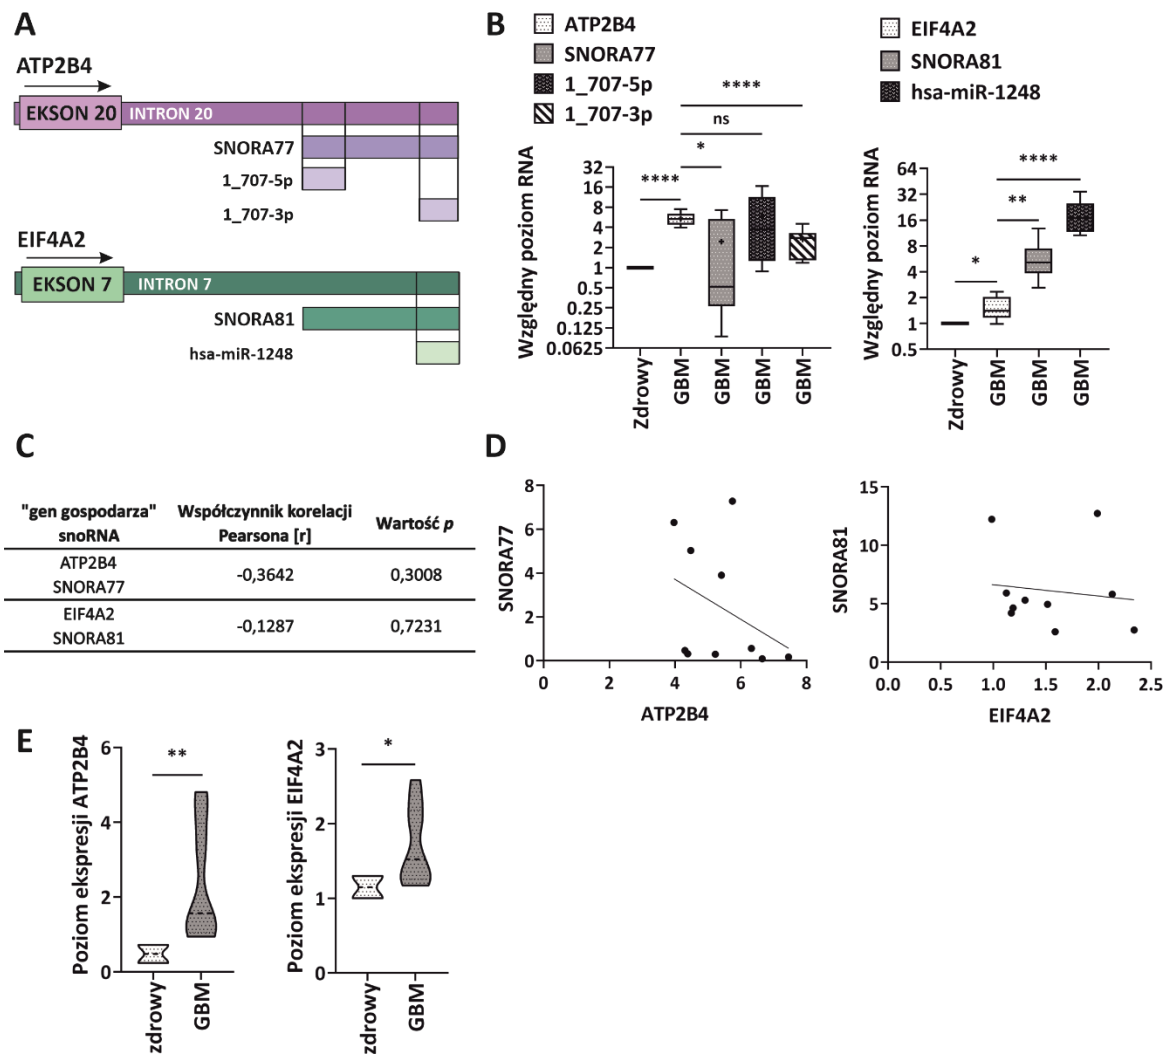 A
ATP2B4
EKSON 20
INTRON 20
SNORA77
1_707-5p
1_707-3p
EIF4A2
EKSON 7
INTRON 7
SNORA81
hsa-miR-1248
B
ATP2B4
SNORA77
1_707-5p
1_707-3p
****
ns
*
****
Względny poziom RNA
32
16
8
4
2
1
0.5
0.25
0.125
0.0625
Zdrowy
GBM
GBM
GBM
GBM
EIF4A2
SNORA81
hsa-miR-1248
****
**
*
Względny poziom RNA
64
32
16
8
4
2
1
0.5
Zdrowy
GBM
GBM
GBM
C
"gen gospodarza" Współczynnik korelacji Wartość p
snoRNA Pearsona [r]
ATP2B4
-0,3642 0,3008
SNORA77
EIF4A2
-0,1287 0,7231
SNORA81
D
SNORA77
8
6
4
2
0
0 2 4 6 8
ATP2B4
SNORA81
15
10
5
0
0.0 0.5 1.0 1.5 2.0 2.5
EIF4A2
E
Poziom ekspresji ATP2B4
6
4
2
0
**
zdrowy
GBM
Poziom ekspresji EIF4A2
3
2
1
0
*
zdrowy
GBM